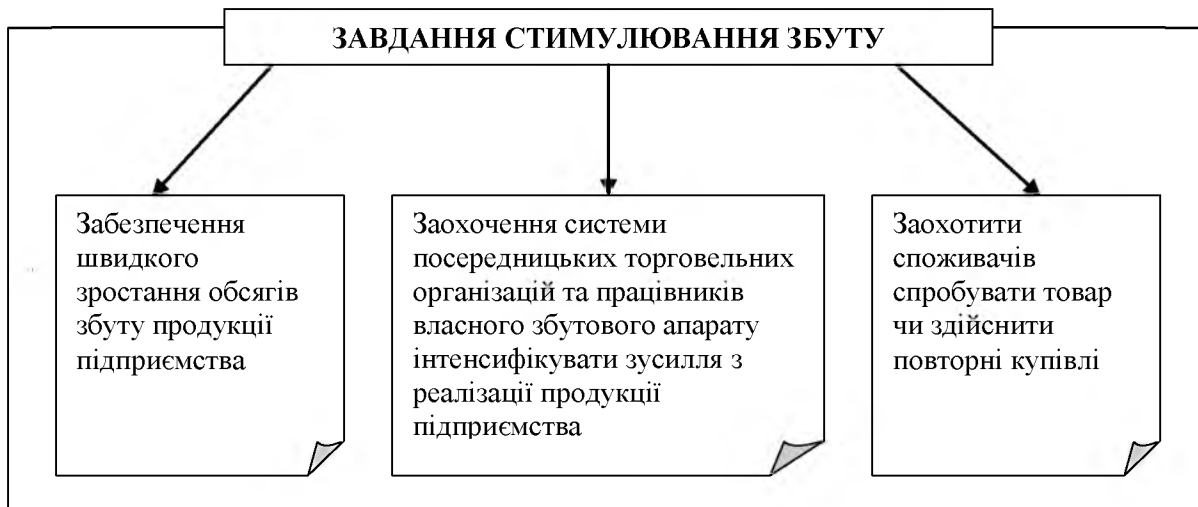 ЗАВДАННЯ СТИМУЛЮВАННЯ ЗБУТУ
Забезпечення
швидкого
зростання обсягів
збуту продукції
підприємства
Заохочення системи
посередницьких торговельних
організацій та працівників
власного збутового апарату
інтенсифікувати зусилля з
реалізації продукції
підприємства
Заохотити
споживачів
спробувати товар
чи здійснити
повторні купівлі